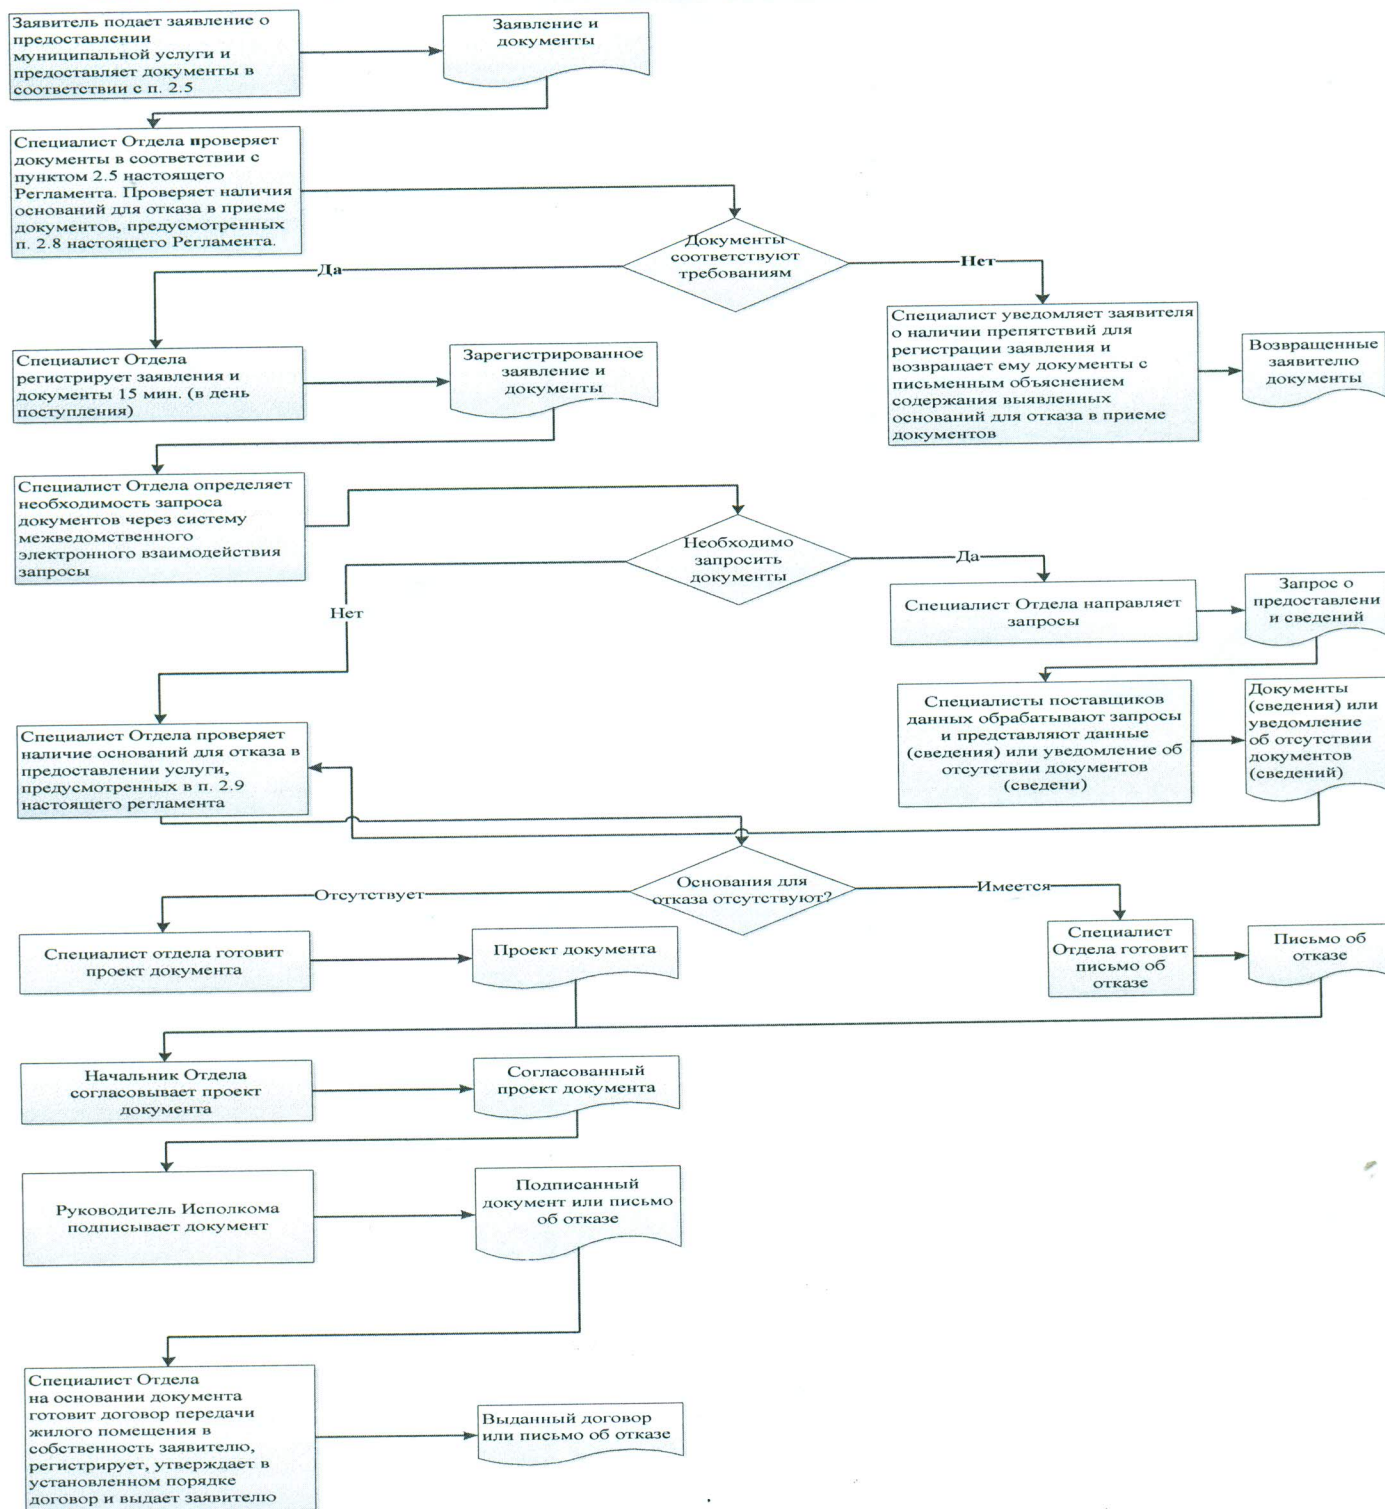 Заявитель подает заявление о
предоставлении
муниципальной услуги и
предоставляет документы в
соответствии с п. 2.5
Заявление и
документы
Специалист Отдела проверяет
документы в соответствии с
пунктом 2.5 настоящего
Регламента. Проверяет наличия
оснований для отказа в приеме
документов, предусмотренных
п. 2.8 настоящего Регламента.
Документы
соответствуют
требованиям
Да
Нет
Специалист Отдела
регистрирует заявления и
документы 15 мин. (в день
поступления)
Зарегистрированное
заявление и
документы
Специалист уведомляет заявителя
о наличии препятствий для
регистрации заявления и
возвращает ему документы с
письменным объяснением
содержания выявленных
оснований для отказа в приеме
документов
Возвращенные
заявителю
документы
Специалист Отдела определяет
необходимость запроса
документов через систему
межведомственного
электронного взаимодействия
запросы
Необходимо
запросить
документы
Да
Нет
Специалист Отдела направляет
запросы
Запрос о
предоставлени
и сведений
Специалисты поставщиков
данных обрабатывают запросы
и представляют данные
(сведения) или уведомление об
отсутствии документов
(сведени)
Документы
(сведения) или
уведомление
об отсутствии
документов
(сведений)
Специалист Отдела проверяет
наличие оснований для отказа в
предоставлении услуги,
предусмотренных в п. 2.9
настоящего регламента
Основания для
отказа отсутствуют?
Отсутствует
Имеется
Специалист отдела готовит
проект документа
Проект документа
Специалист
Отдела готовит
письмо об
отказе
Письмо об
отказе
Начальник Отдела
согласовывает проект
документа
Согласованный
проект документа
Руководитель Исполкома
подписывает документ
Подписанный
документ или письмо
об отказе
Специалист Отдела
на основании документа
готовит договор передачи
жилого помещения в
собственность заявителю,
регистрирует, утверждает в
установленном порядке
договор и выдает заявителю
Выданный договор
или письмо об отказе